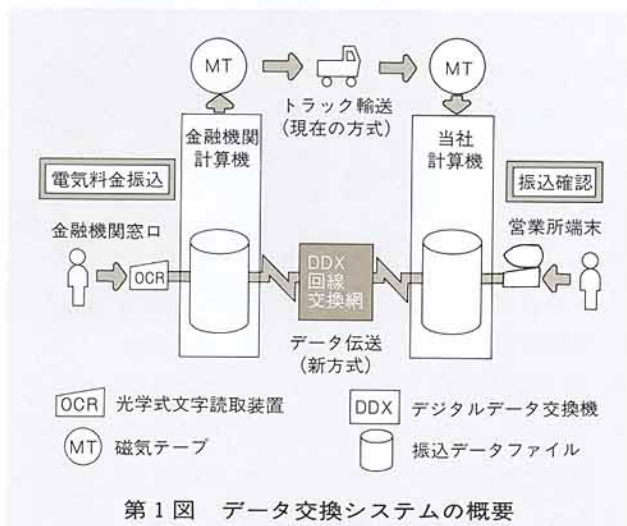 MT
MT
トラック輸送
(現在の方式)
金融機関
計算機
当社
計算機
電気料金振込
振込確認
金融機関窓口
営業所端末
OCR
DDX
回線
交換網
データ伝送
(新方式)
OCR 光学式文字読取装置
DDX デジタルデータ交換機
MT 磁気テープ
振込データファイル
第1図 データ交換システムの概要